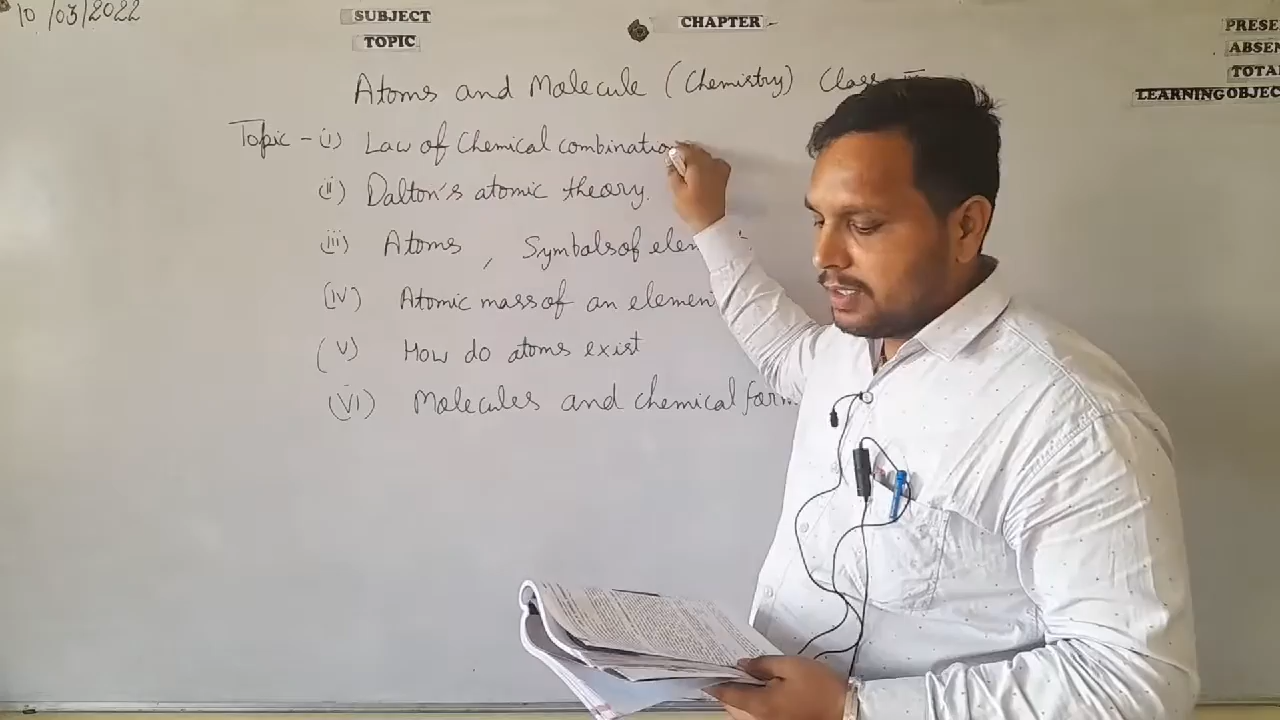 10/03/2022
SUBJECT
CHAPTER -
TOPIC
PRESE
ABSEN
TOTA
LEARNING OBJEC
Atoms and Molecule (Chemistry) Class
Topic - (i) Law of Chemical combinatio
(ii) Dalton's atomic theory.
(iii) Atoms, Symbols of elem
(iv) Atomic mass of an elemen
(v) How do atoms exist
(vi) Molecules and chemical form